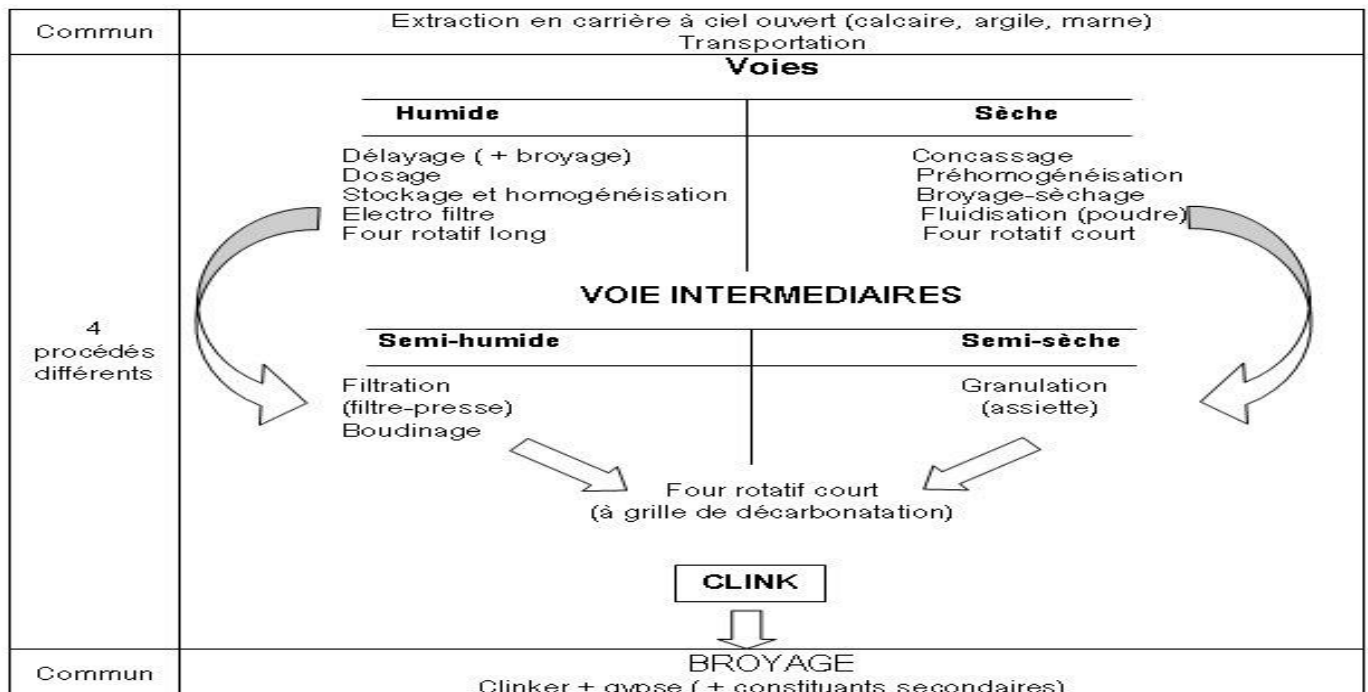 Commun
Extraction en carrière à ciel ouvert (calcaire, argile, marne)
Transportation
4
procédés
différents
Voies
Humide
Sèche
Délayage ( + broyage)
Dosage
Stockage et homogénéisation
Electro filtre
Four rotatif long
Concassage
Préhomogénéisation
Broyage-sèchage
Fluidisation (poudre)
Four rotatif court
VOIE INTERMEDIAIRES
Semi-humide
Semi-sèche
Filtration
(filtre-presse)
Boudinage
Granulation
(assiette)
Four rotatif court
(à grille de décarbonatation)
CLINK
Commun
BROYAGE
Clinker + gypse ( + constituants secondaires)